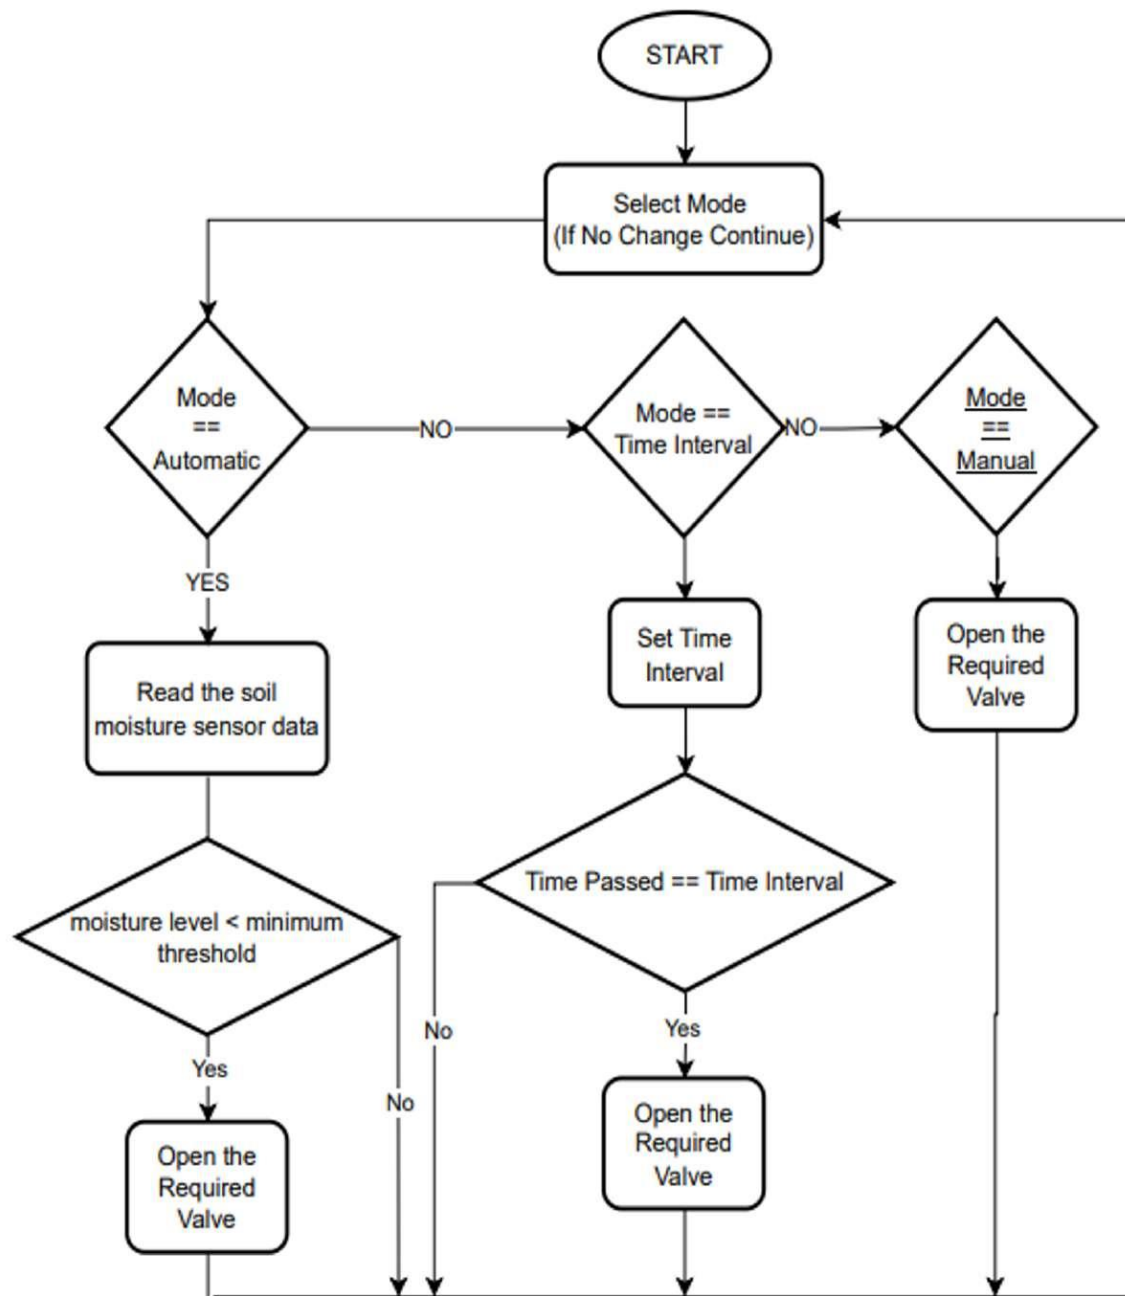 START
Select Mode
(If No Change Continue)
Mode
==
Automatic
NO
Mode ==
Time Interval
NO
Mode
==
Manual
YES
Read the soil
moisture sensor data
Set Time
Interval
Open the
Required
Valve
moisture level < minimum
threshold
Time Passed == Time Interval
Yes
No
No
Yes
Open the
Required
Valve
Open the
Required
Valve